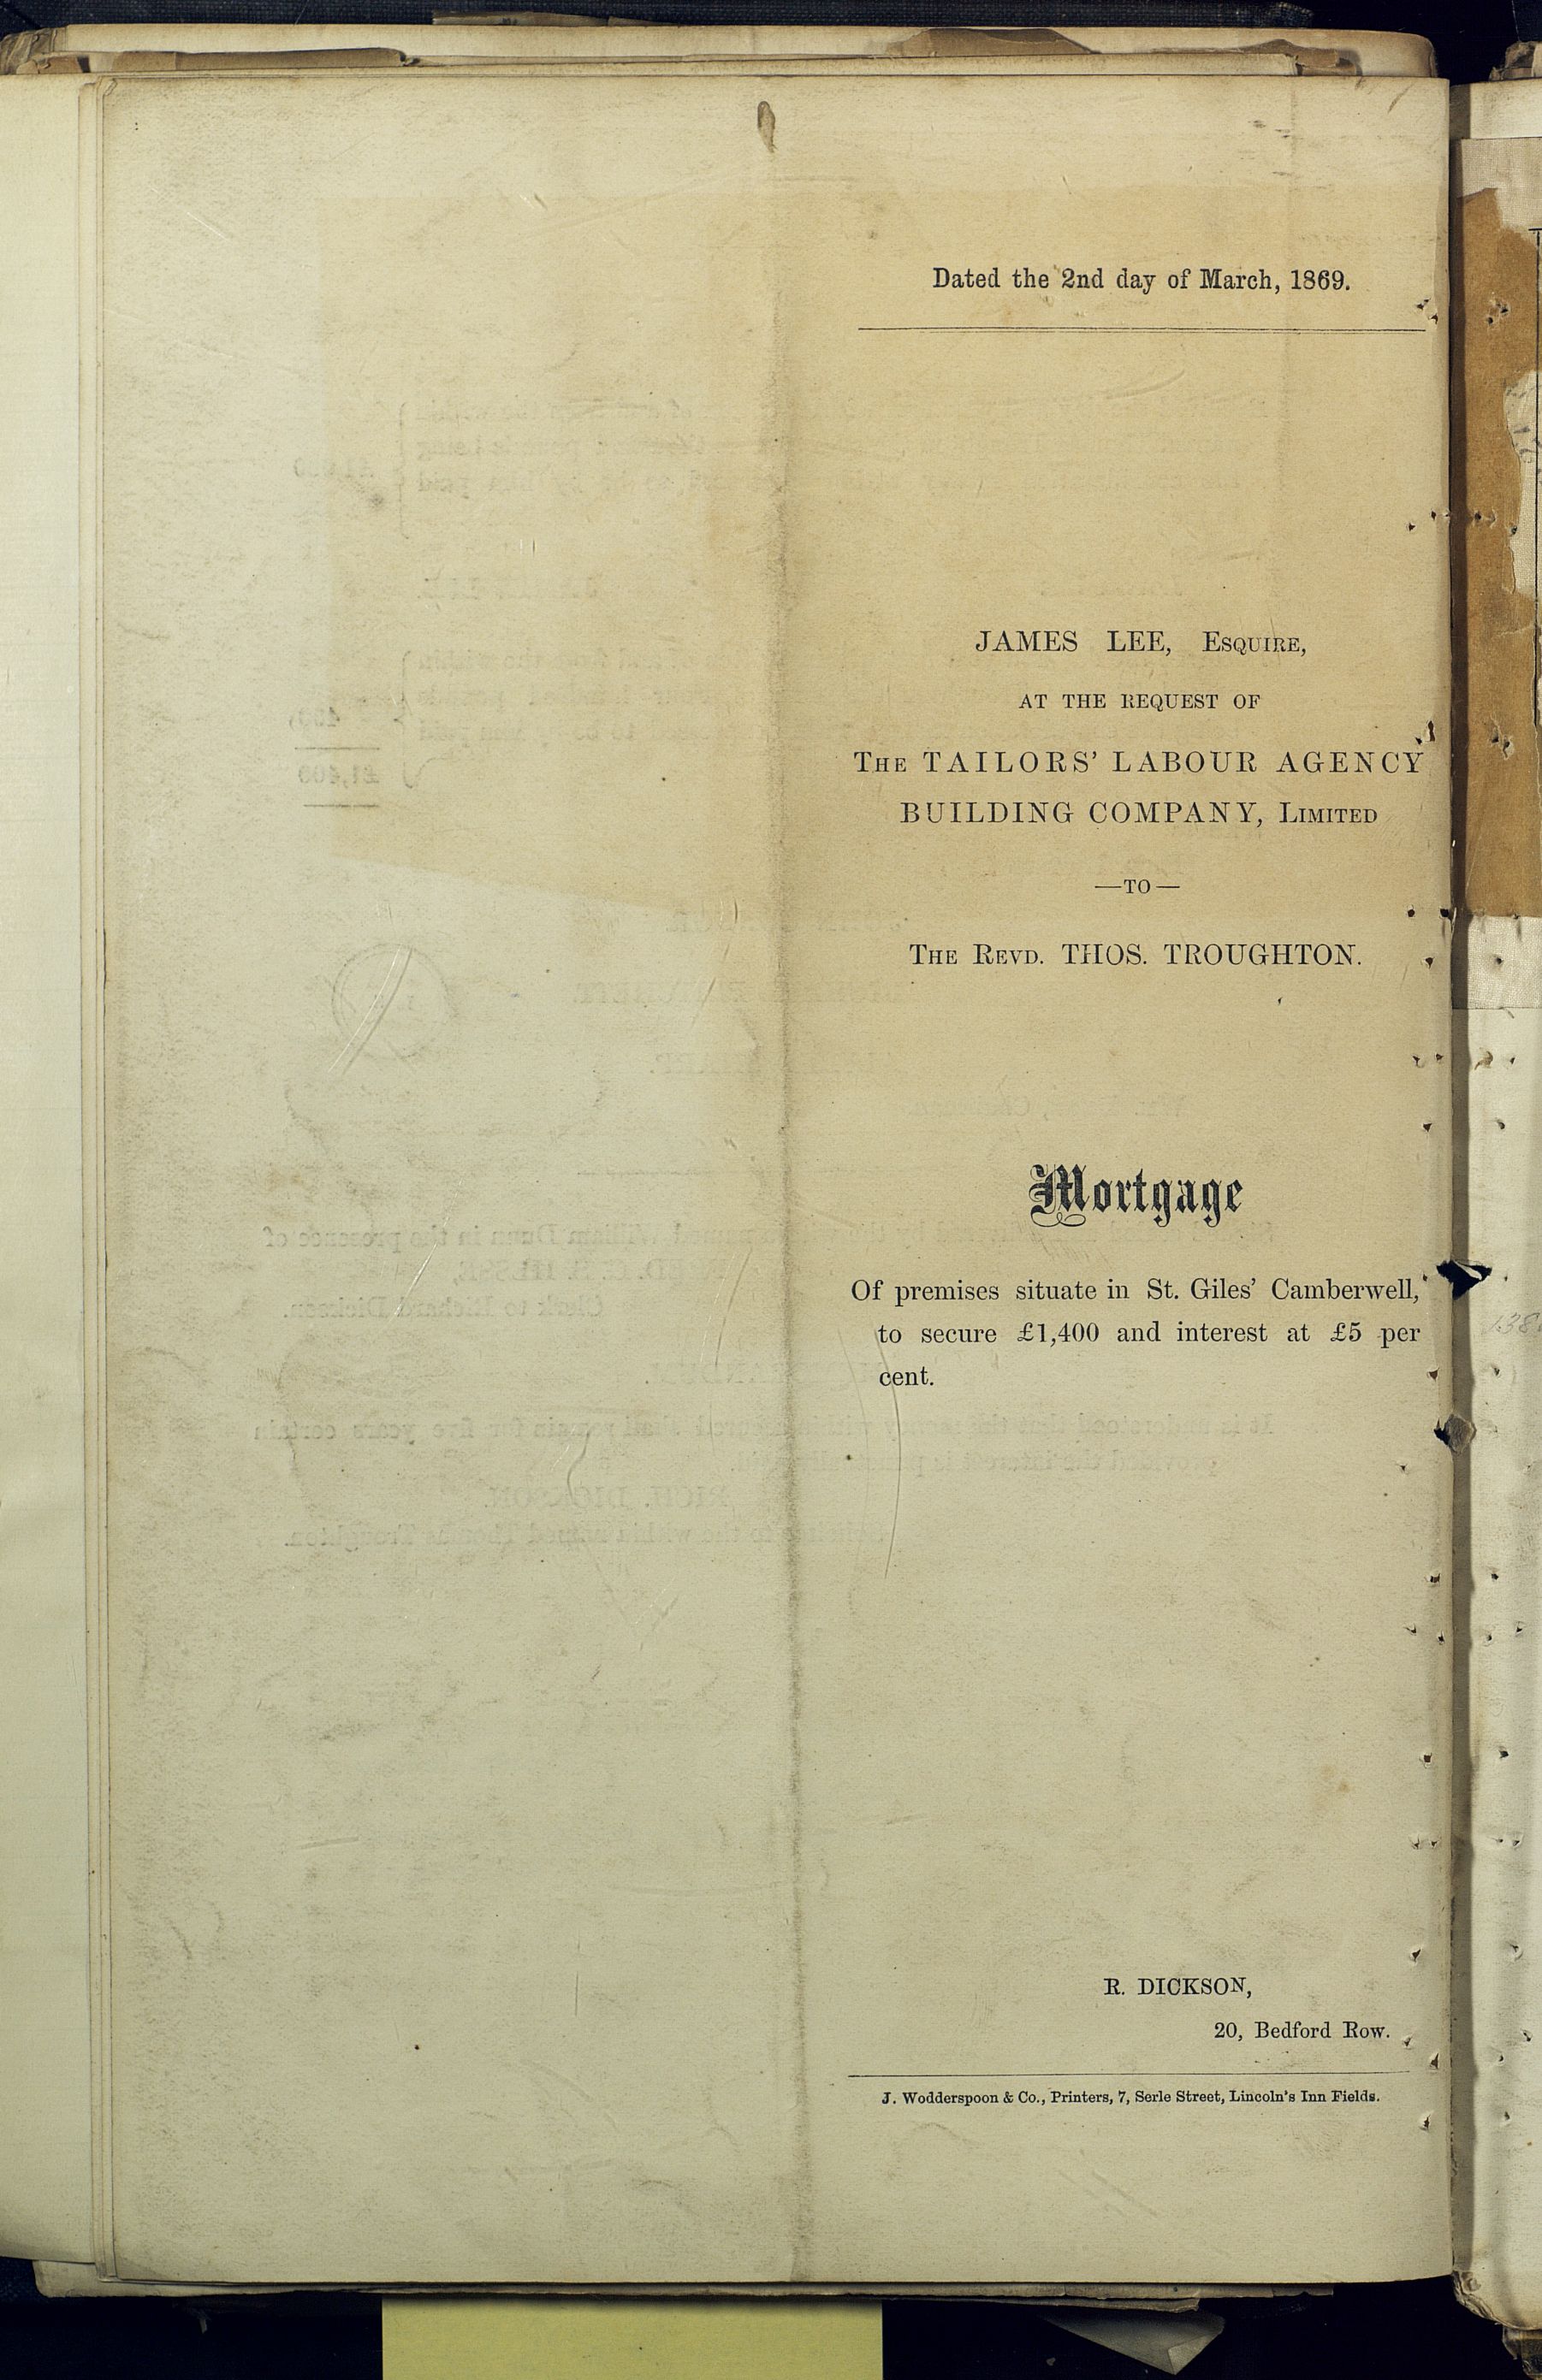 Dated the 2nd day of March, 1869.
JAMES LEE, Esquire,
AT THE REQUEST OF
The TAILORS' LABOUR AGENCY
BUILDING COMPANY, Limited
—TO—
The Revd. THOS. TROUGHTON.
Mortgage
Of premises situate in St. Giles' Camberwell,
to secure £1,400 and interest at £5 per
cent.
R. DICKSON,
20, Bedford Row.
J. Wodderspoon & Co., Printers, 7, Serle Street, Lincoln's Inn Fields.